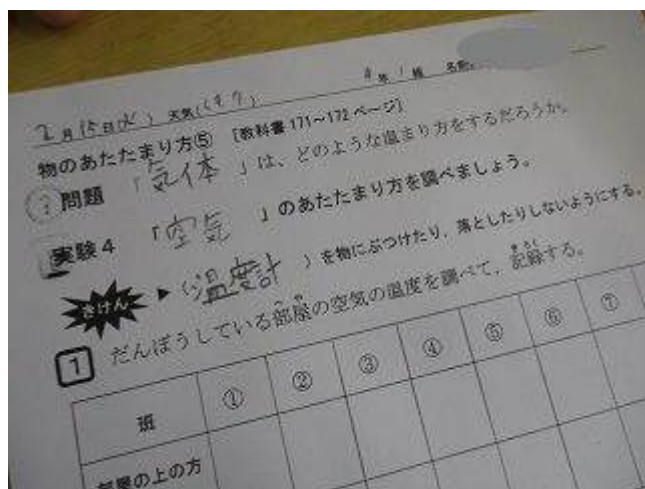 2月15日(火) 天気(くもり) 4年1組 名前
物のあたたまり方⑤ [教科書171~172ページ]
?問題 「気体」は、どのような温まり方をするだろうか。
実験4 「空気」のあたたまり方を調べましょう。
きけん ▶(温度計)を物にぶつけたり、落としたりしないようにする。
1 だんぼうしている部屋の空気の温度を調べて、記録する。
班 ① ② ③ ④ ⑤ ⑥ ⑦
部屋の上の方